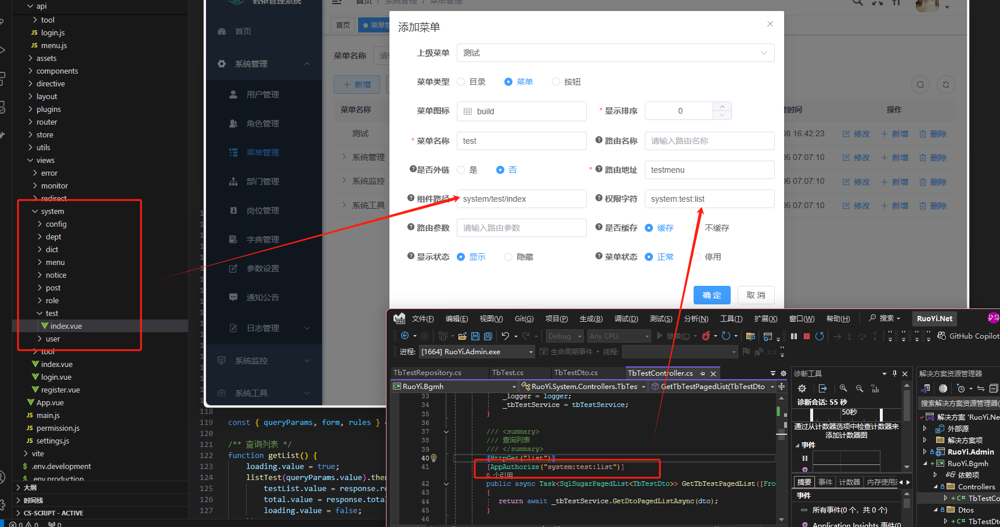 api
tool
login.js
menu.js
assets
components
directive
layout
plugins
router
store
utils
views
error
monitor
redirect
system
config
dept
dict
menu
notice
post
role
test
index.vue
user
tool
index.vue
login.vue
register.vue
App.vue
main.js
permission.js
settings.js
vite
.env.development
.env.production
大纲
时间线
CS-SCRIPT - ACTIVE
0 0 0
若依管理系统
首页
系统管理
用户管理
角色管理
菜单管理
部门管理
岗位管理
字典管理
参数设置
通知公告
日志管理
系统监控
系统工具
首页 / 系统管理 / 菜单管理
首页
菜单管
菜单名称
新增
菜单名称
时间
操作
测试
08 16:42:23 修改 新增 删除
系统管理
06 07:07:10 修改 新增 删除
系统监控
06 07:07:10 修改 新增 删除
系统工具
06 07:07:10 修改 新增 删除
添加菜单
上级菜单 测试
菜单类型 目录 菜单 按钮
菜单图标 build * 显示排序 0
* 菜单名称 test 路由名称 请输入路由名称
是否外链 是 否 * 路由地址 testmenu
组件路径 system/test/index 权限字符 system:test:list
路由参数 请输入路由参数 是否缓存 缓存 不缓存
显示状态 显示 隐藏 菜单状态 正常 停用
确 定 取 消
118
119 const { queryParams, form, rules }
120
121 /** 查询列表 */
122 function getList() {
123 loading.value = true;
124 listTest(queryParams.value).then
125 testList.value = response.ro
126 total.value = response.total
127 loading.value = false;
文件(F) 编辑(E) 视图(V) Git(G) 项目(P) 生成(B) 调试(D) 测试(S) 分析(N) 工具(T) 扩展(X) 窗口(W) 帮助(H) 搜索 RuoYi.Net
Debug Any CPU 继续(C) GitHub Copilot
进程: [1664] RuoYi.Admin.exe 生命周期事件 线程:
TbTestRepository.cs TbTest.cs TbTestDto.cs TbTestController.cs
RuoYi.Bgmh RuoYi.System.Controllers.TbTes GetTbTestPagedList(TbTestDto
33 _logger = logger;
34 _tbTestService = tbTestService;
35 }
36
37 /// <summary>
38 /// 查询列表
39 /// </summary>
40 [HttpGet("list")]
41 [AppAuthorize("system:test:list")]
0 个引用
42 public async Task<SqlSugarPagedList<TbTestDto>> GetTbTestPagedList([Fro
43 {
44 return await _tbTestService.GetDtoPagedListAsync(dto);
45 }
46
诊断工具
诊断会话: 55 秒
50秒
通过从计数器选项中检查计数器来
添加计数器图
事件
摘要 事件 计数器 内存使用率
事件
所有事件(0 个，共 0 个)
Application Insights 事件(0
解决方案资源管理器
搜索解决方案资源管理器(
解决方案 'RuoYi.Ne
外部源
解决方案项
RuoYi.Admin
RuoYi.Bgmh
依赖项
Controllers
C# TbTestCo
Dtos
C# TbTestDt